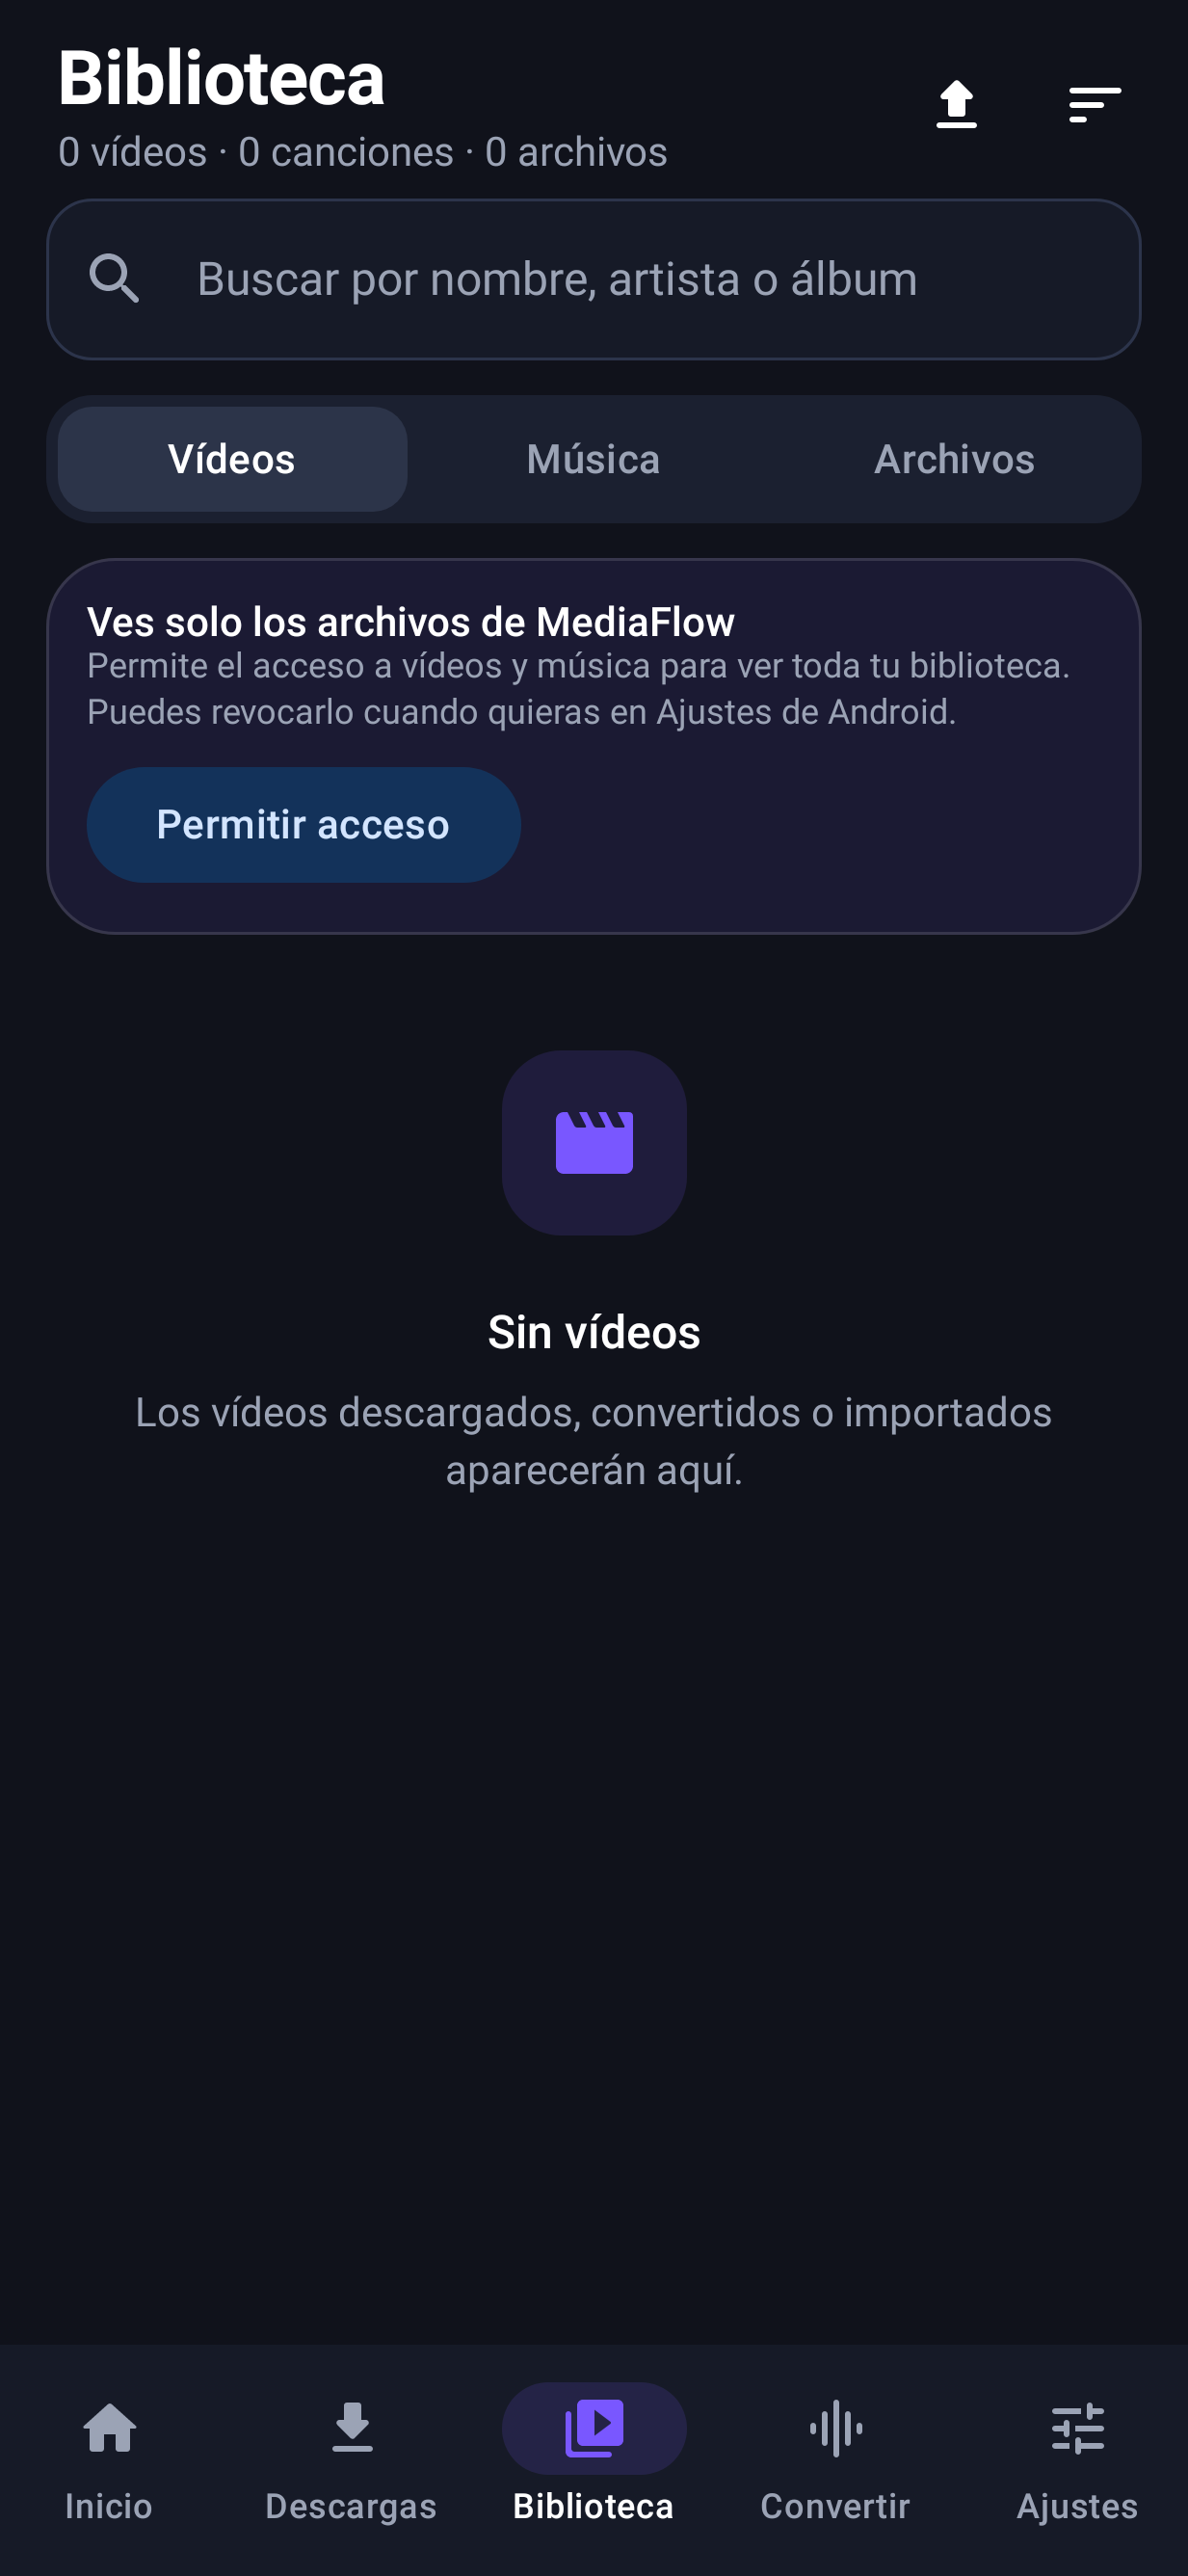 Biblioteca
0 vídeos · 0 canciones · 0 archivos
Buscar por nombre, artista o álbum
Vídeos
Música
Archivos
Ves solo los archivos de MediaFlow
Permite el acceso a vídeos y música para ver toda tu biblioteca.
Puedes revocarlo cuando quieras en Ajustes de Android.
Permitir acceso
Sin vídeos
Los vídeos descargados, convertidos o importados
aparecerán aquí.
Inicio
Descargas
Biblioteca
Convertir
Ajustes